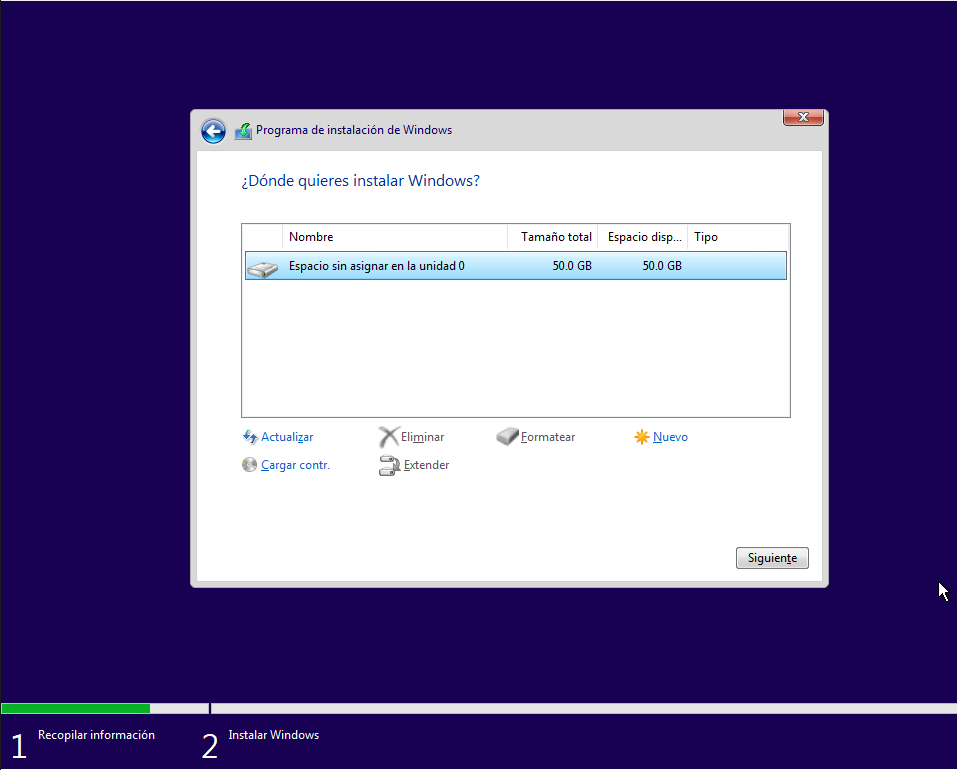 Programa de instalación de Windows
¿Dónde quieres instalar Windows?
Nombre Tamaño total Espacio disp... Tipo
Espacio sin asignar en la unidad 0 50.0 GB 50.0 GB
Actualizar Eliminar Formatear Nuevo
Cargar contr. Extender
Siguiente
1 Recopilar información 2 Instalar Windows